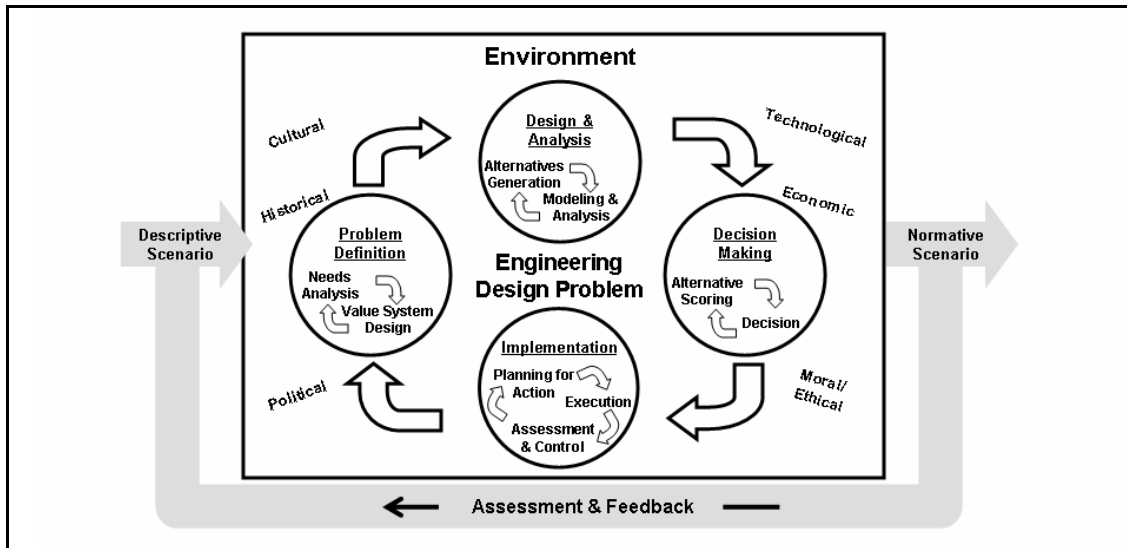 Environment
Cultural
Historical
Political
Technological
Economic
Moral/
Ethical
Descriptive
Scenario
Normative
Scenario
Design &
Analysis
Alternatives
Generation
Modeling &
Analysis
Problem
Definition
Needs
Analysis
Value System
Design
Engineering
Design Problem
Decision
Making
Alternative
Scoring
Decision
Implementation
Planning for
Action
Execution
Assessment
& Control
Assessment & Feedback